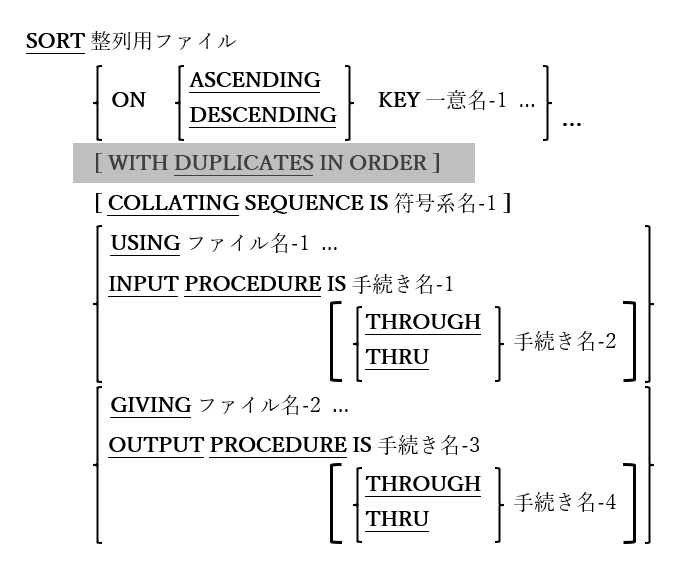 SORT 整列用ファイル
ASCENDING
ON KEY 一意名-1 ...
DESCENDING
...
[ WITH DUPLICATES IN ORDER ]
[ COLLATING SEQUENCE IS 符号系名-1 ]
USING ファイル名-1 ...
INPUT PROCEDURE IS 手続き名-1
THROUGH
手続き名-2
THRU
GIVING ファイル名-2 ...
OUTPUT PROCEDURE IS 手続き名-3
THROUGH
手続き名-4
THRU